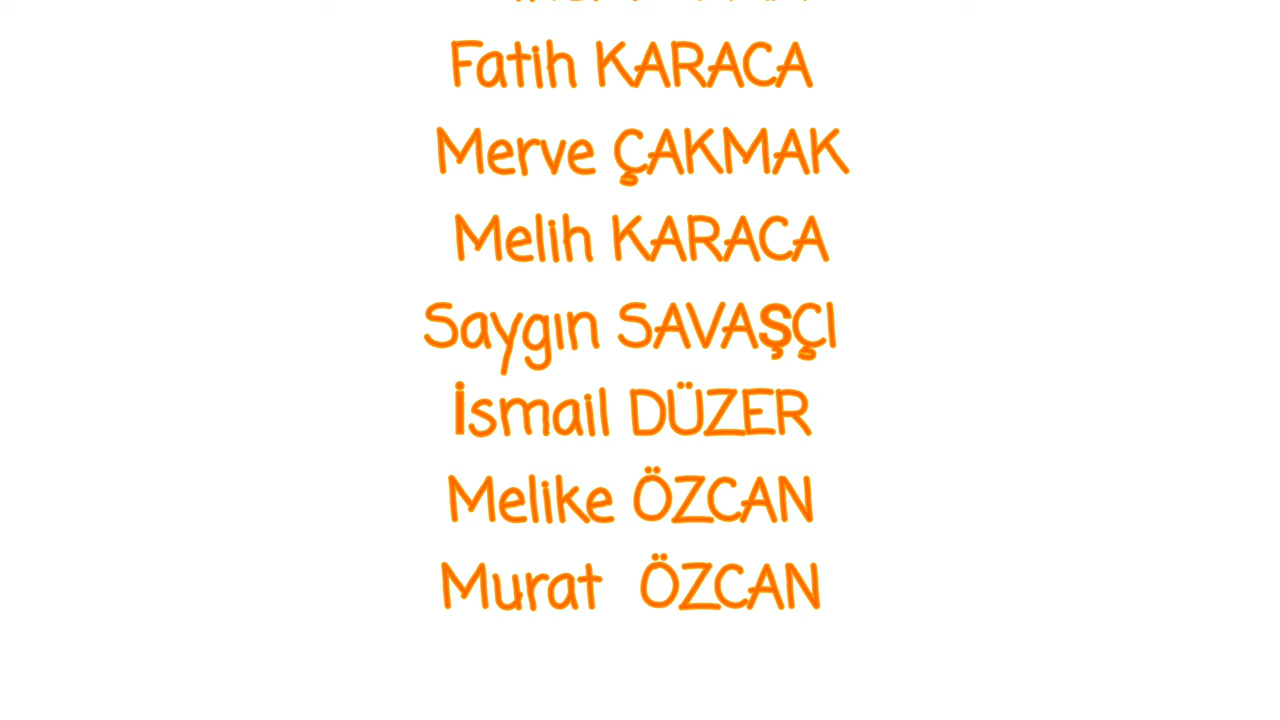 Fatih KARACA
Merve ÇAKMAK
Melih KARACA
Saygın SAVAŞÇI
İsmail DÜZER
Melike ÖZCAN
Murat ÖZCAN